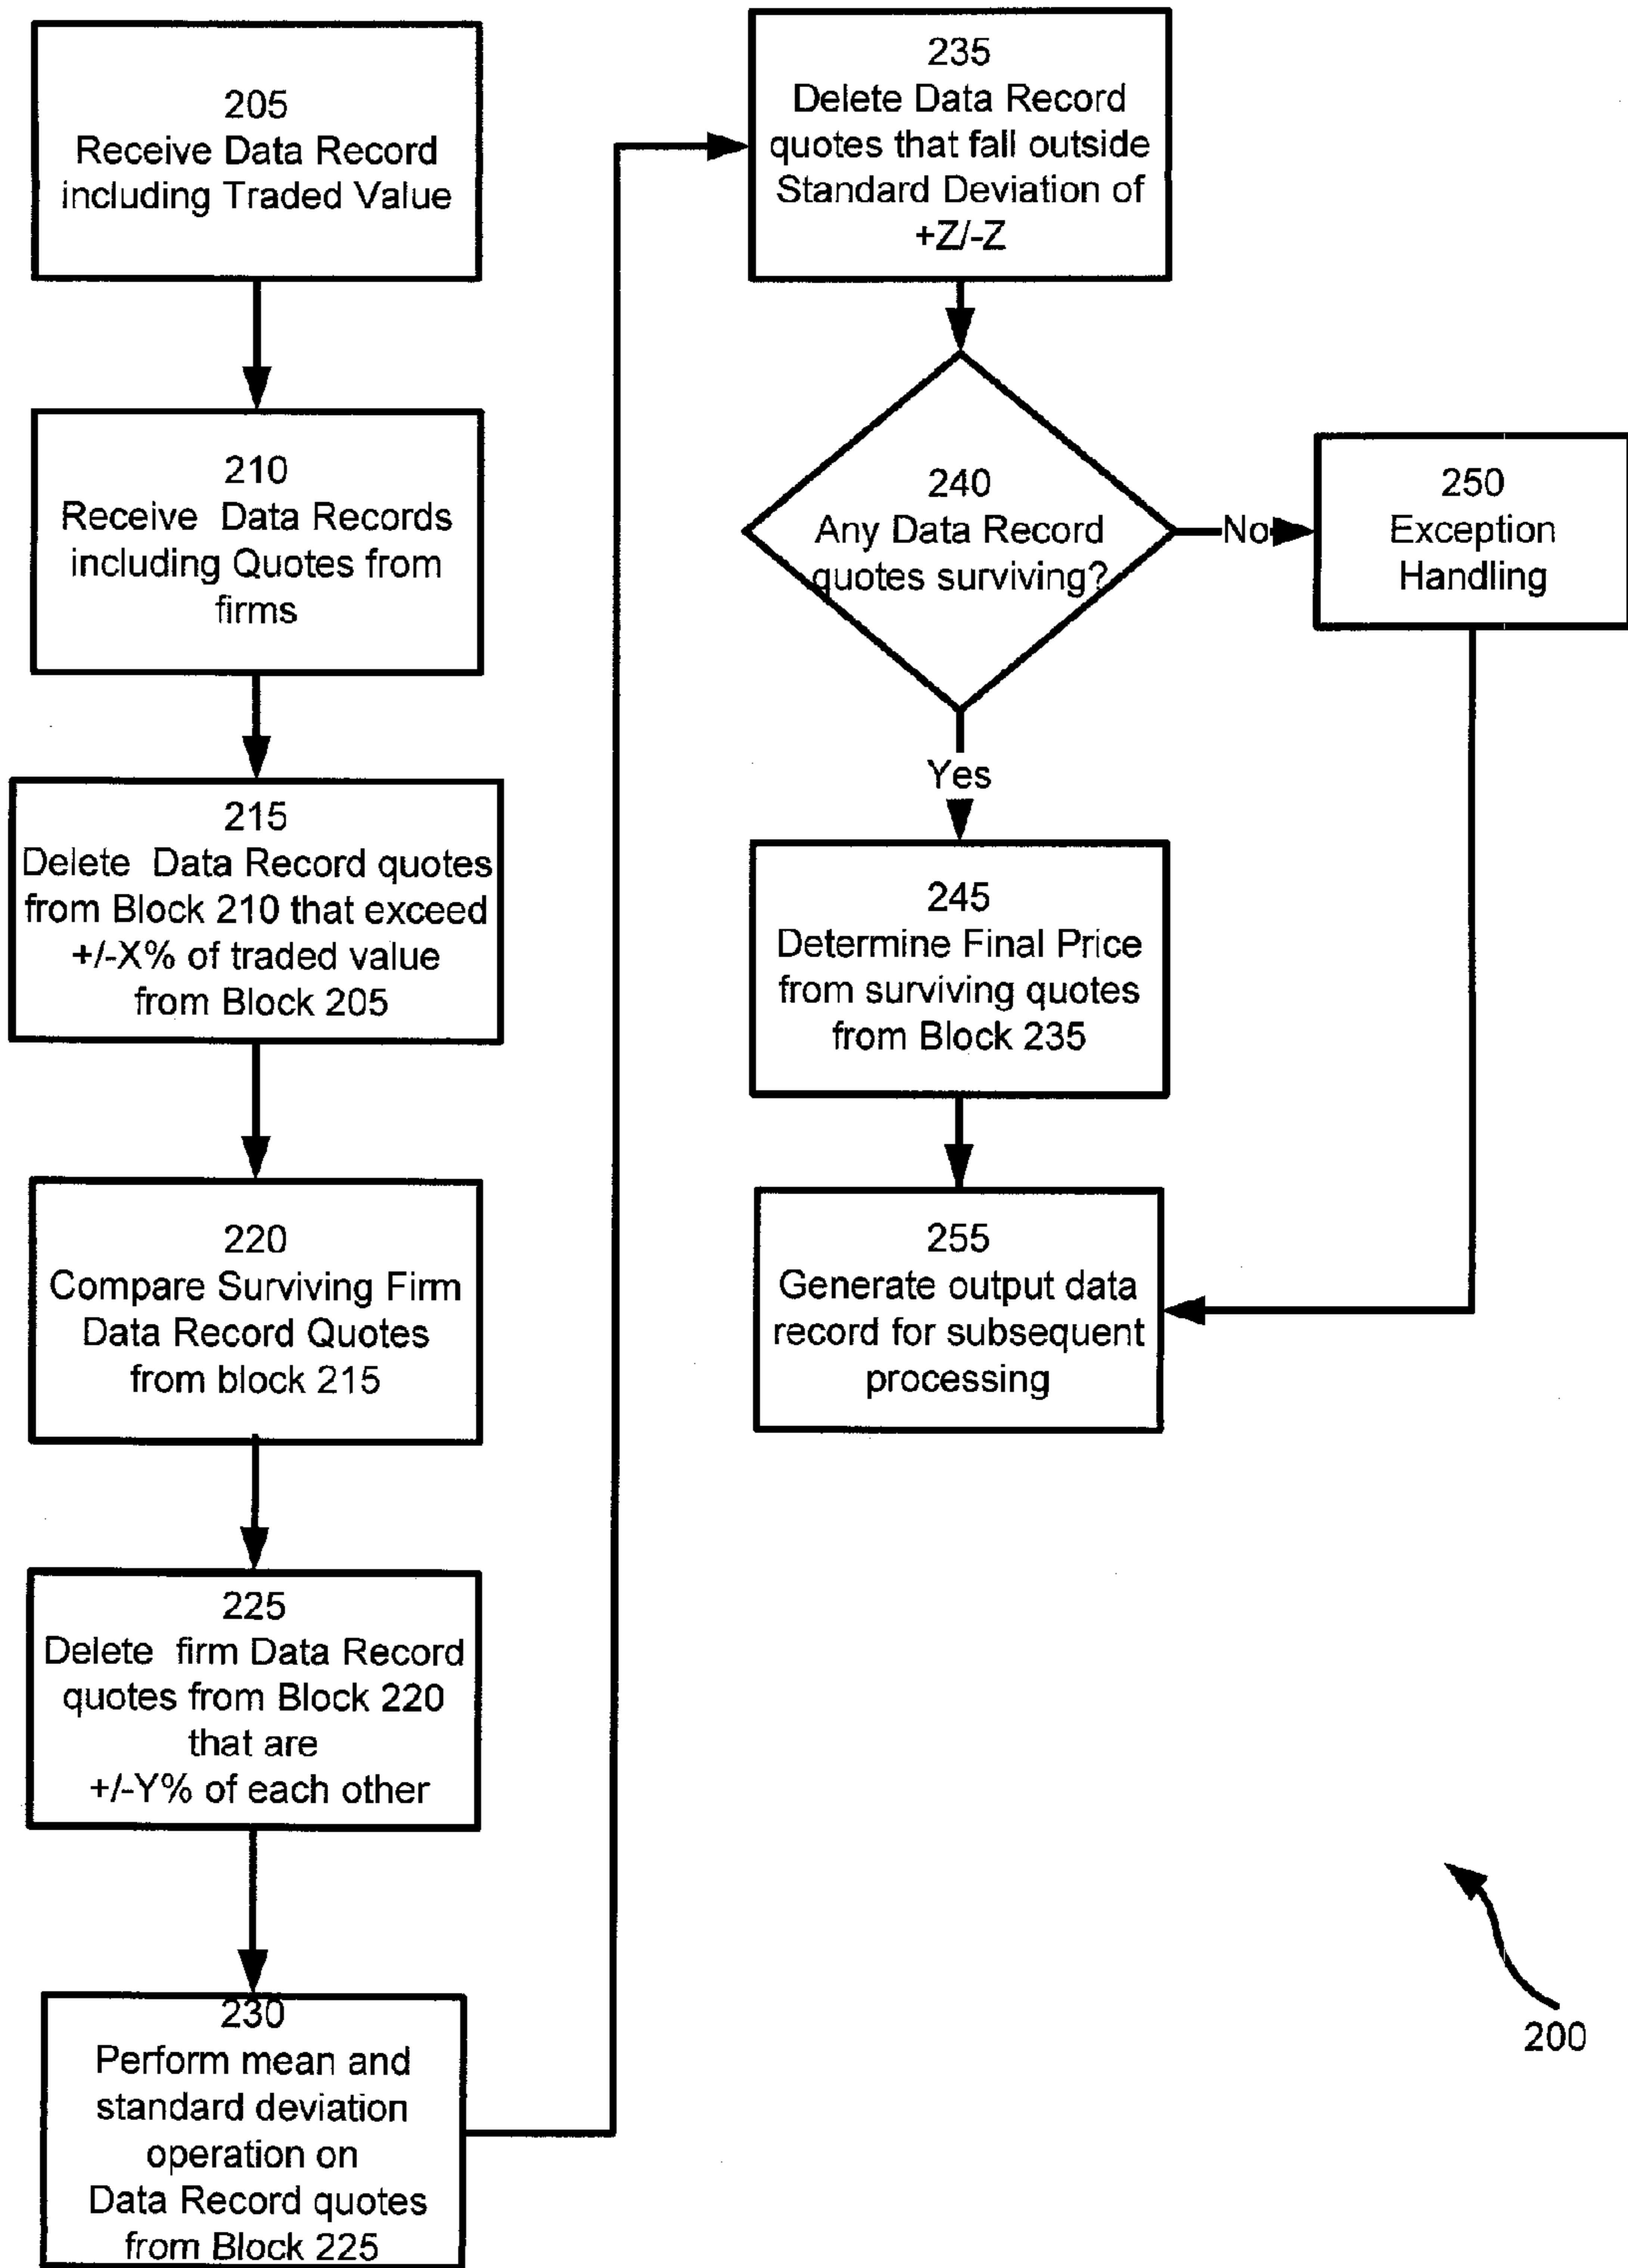 205
Receive Data Record
including Traded Value
210
Receive Data Records
including Quotes from
firms
215
Delete Data Record quotes
from Block 210 that exceed
+/-X% of traded value
from Block 205
220
Compare Surviving Firm
Data Record Quotes
from block 215
225
Delete firm Data Record
quotes from Block 220
that are
+/-Y% of each other
230
Perform mean and
standard deviation
operation on
Data Record quotes
from Block 225
235
Delete Data Record
quotes that fall outside
Standard Deviation of
+Z/-Z
240
Any Data Record
quotes surviving?
No
250
Exception
Handling
Yes
245
Determine Final Price
from surviving quotes
from Block 235
255
Generate output data
record for subsequent
processing
200